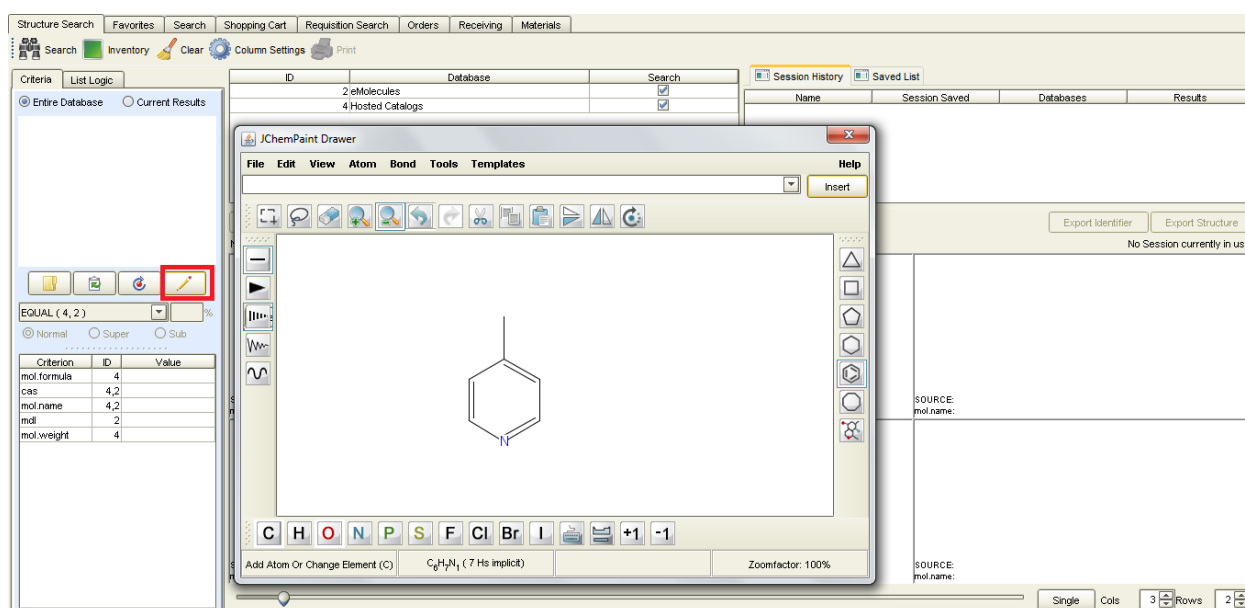 Structure Search Favorites Search Shopping Cart Requisition Search Orders Receiving Materials
Search Inventory Clear Column Settings Print
Criteria List Logic
Entire Database Current Results
ID Database Search
2 eMolecules
4 Hosted Catalogs
Session History Saved List
Name Session Saved Databases Results
JChemPaint Drawer
File Edit View Atom Bond Tools Templates Help
Insert
Export Identifier Export Structure
No Session currently in us
EQUAL ( 4, 2 ) %
Normal Super Sub
Criterion ID Value
mol.formula 4
cas 4,2
mol.name 4,2
mdl 2
mol.weight 4
N
SOURCE:
mol.name:
C H O N P S F Cl Br I +1 -1
Add Atom Or Change Element (C) C6H7N1 ( 7 Hs implicit) Zoomfactor: 100%
SOURCE:
mol.name:
Single Cols 3 Rows 2